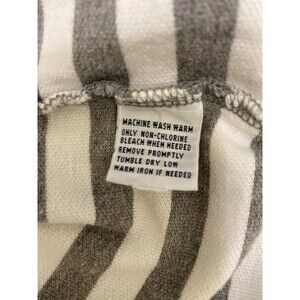 MACHINE WASH WARM
ONLY NON-CHLORINE
BLEACH WHEN NEEDED
REMOVE PROMPTLY
TUMBLE DRY LOW
WARM IRON IF NEEDED